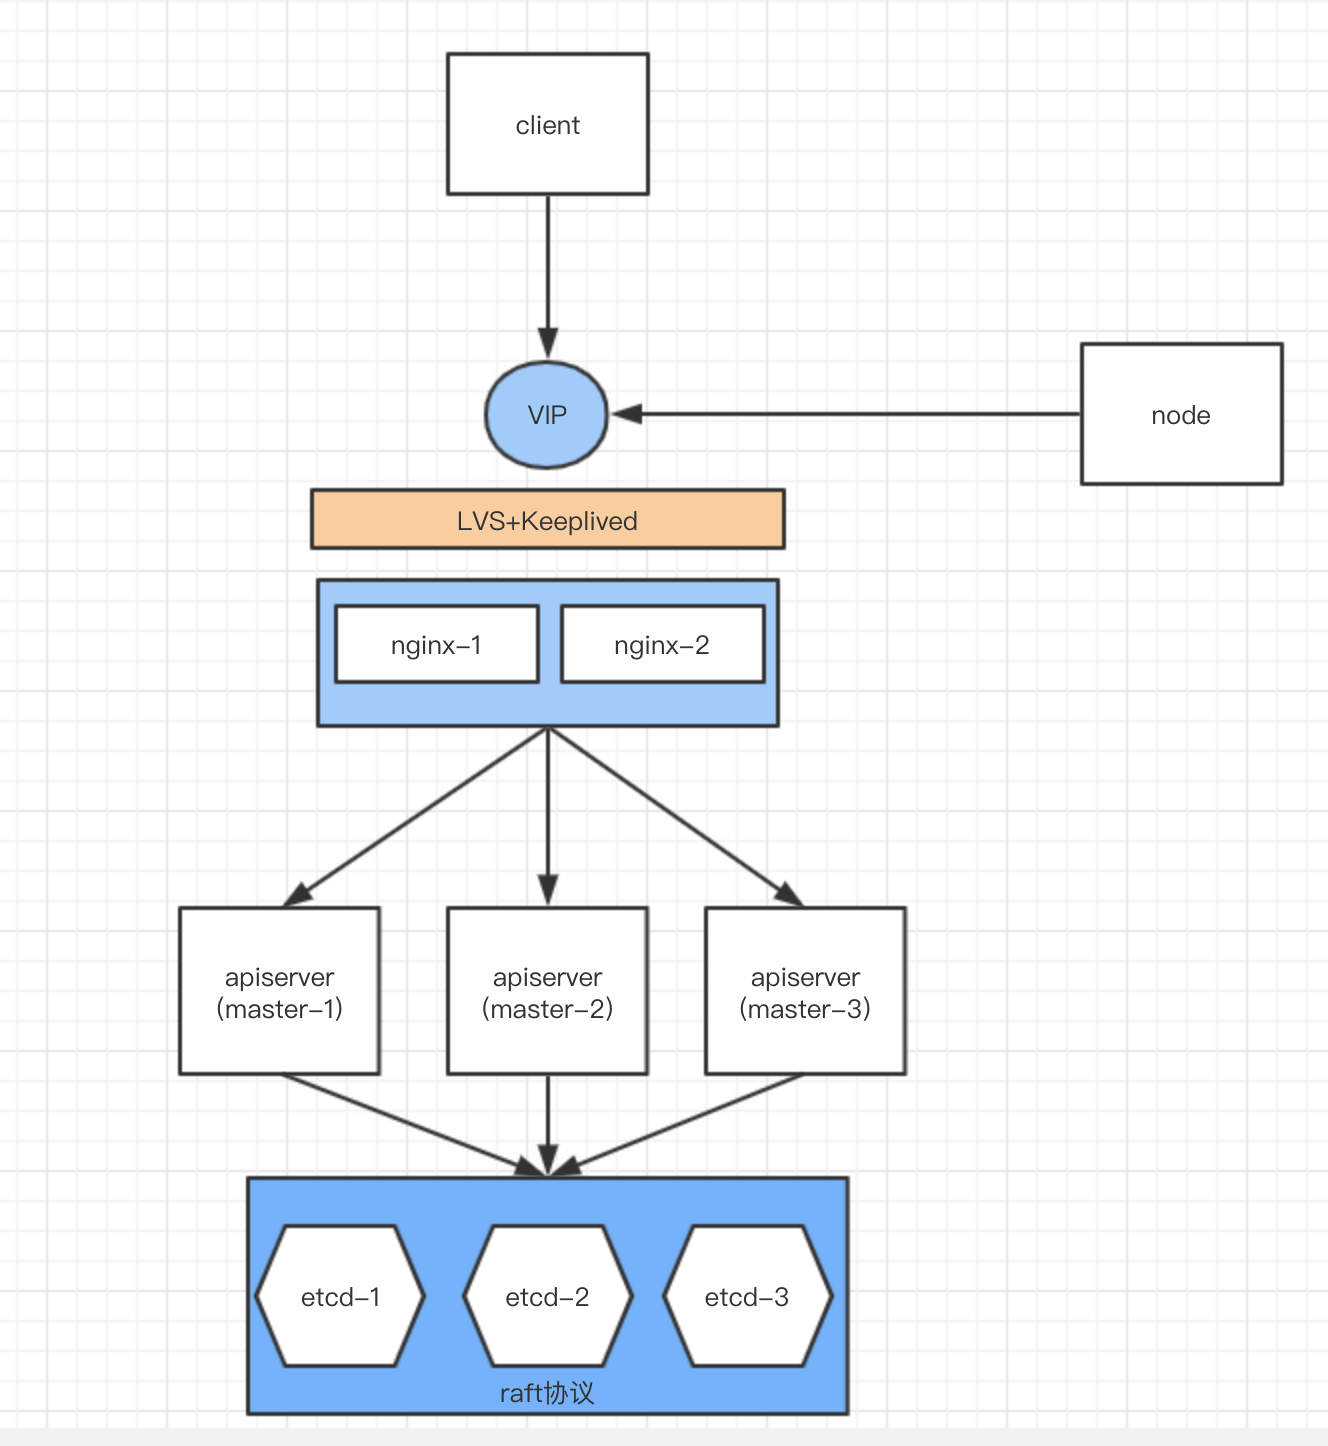 client
VIP
node
LVS+Keeplived
nginx-1
nginx-2
apiserver
(master-1)
apiserver
(master-2)
apiserver
(master-3)
etcd-1
etcd-2
etcd-3
raft协议